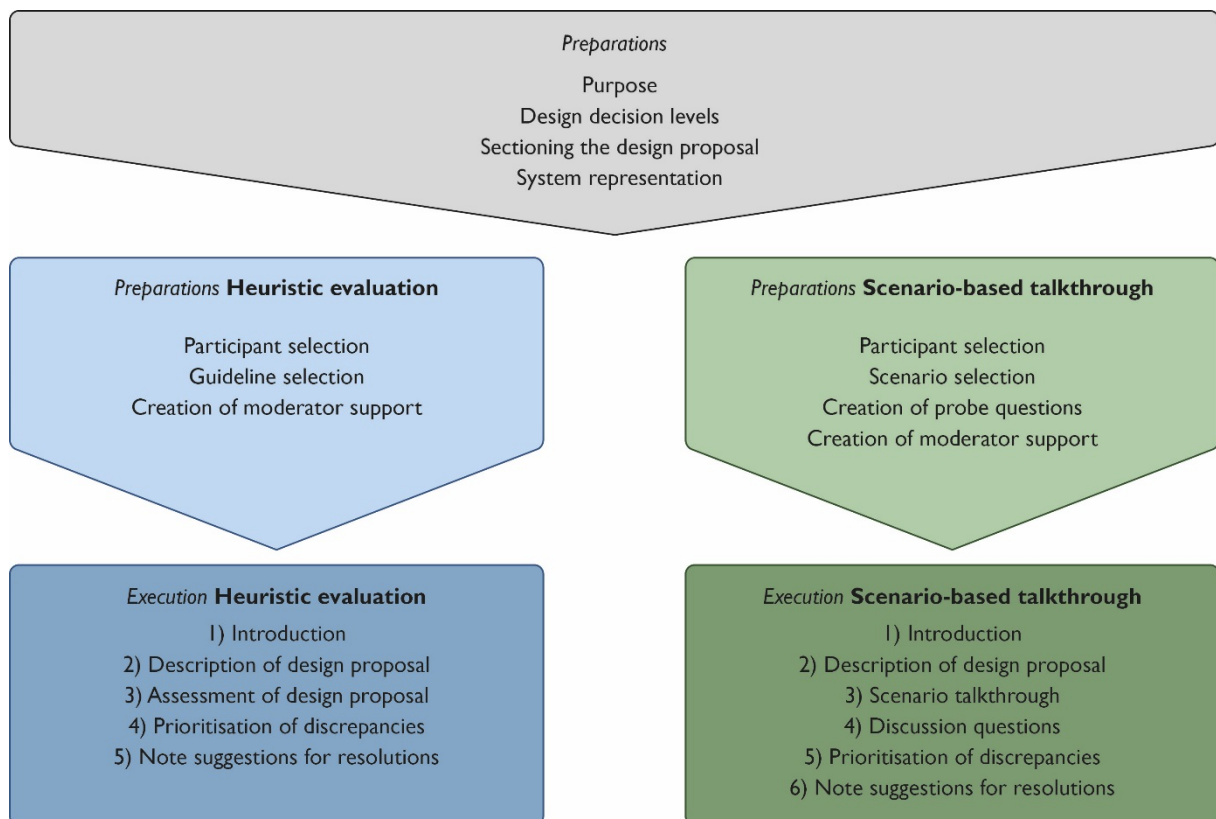 Preparations
Purpose
Design decision levels
Sectioning the design proposal
System representation
Preparations Heuristic evaluation
Participant selection
Guideline selection
Creation of moderator support
Preparations Scenario-based talkthrough
Participant selection
Scenario selection
Creation of probe questions
Creation of moderator support
Execution Heuristic evaluation
1) Introduction
2) Description of design proposal
3) Assessment of design proposal
4) Prioritisation of discrepancies
5) Note suggestions for resolutions
Execution Scenario-based talkthrough
1) Introduction
2) Description of design proposal
3) Scenario talkthrough
4) Discussion questions
5) Prioritisation of discrepancies
6) Note suggestions for resolutions